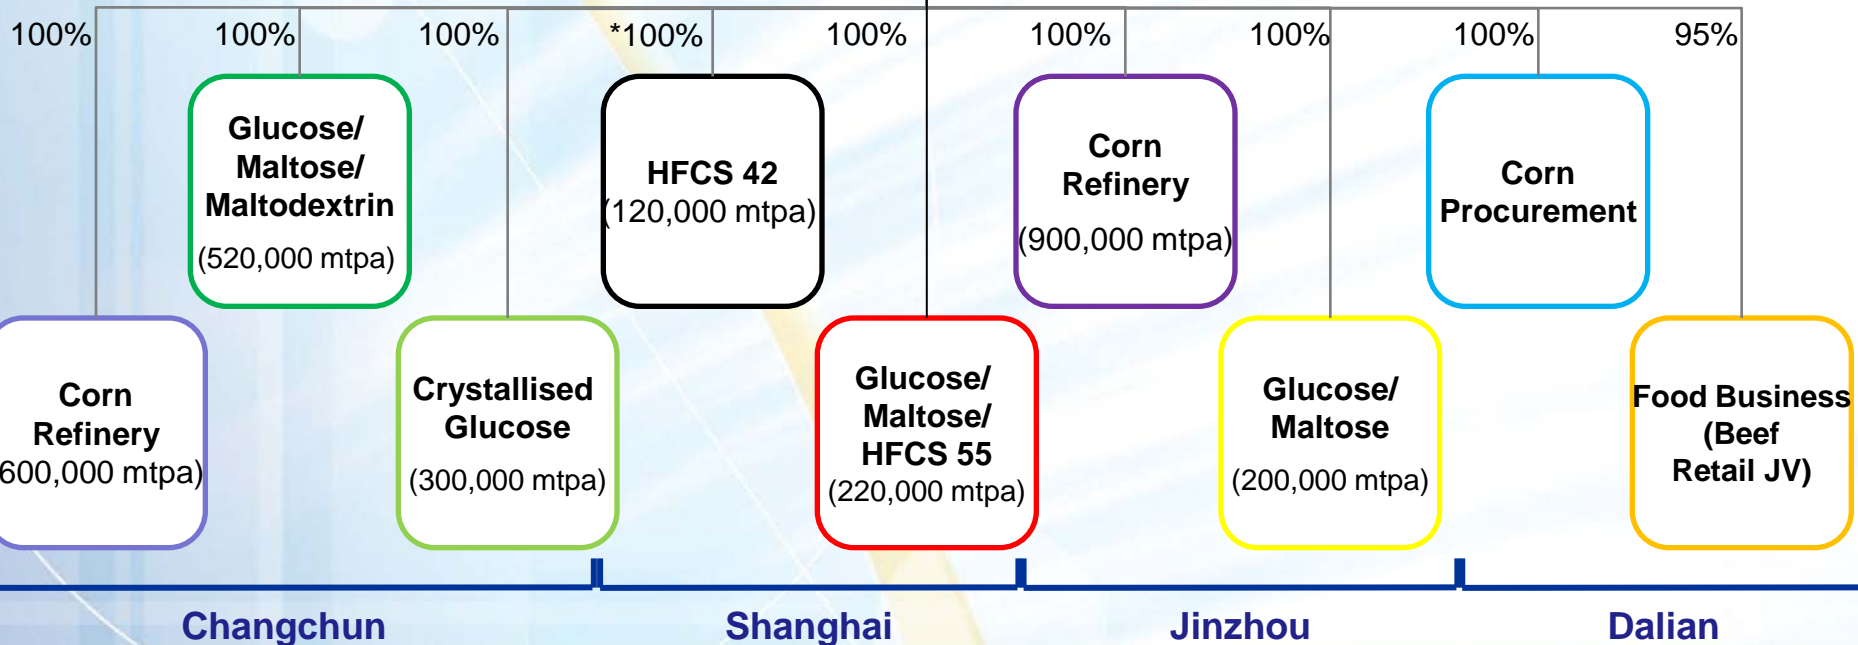 100% 100% 100% *100% 100% 100% 100% 100% 95%
Glucose/
Maltose/
Maltodextrin
(520,000 mtpa)
HFCS 42
(120,000 mtpa)
Corn
Refinery
(900,000 mtpa)
Corn
Procurement
Corn
Refinery
600,000 mtpa)
Crystallised
Glucose
(300,000 mtpa)
Glucose/
Maltose/
HFCS 55
(220,000 mtpa)
Glucose/
Maltose
(200,000 mtpa)
Food Business
(Beef
Retail JV)
Changchun Shanghai Jinzhou Dalian